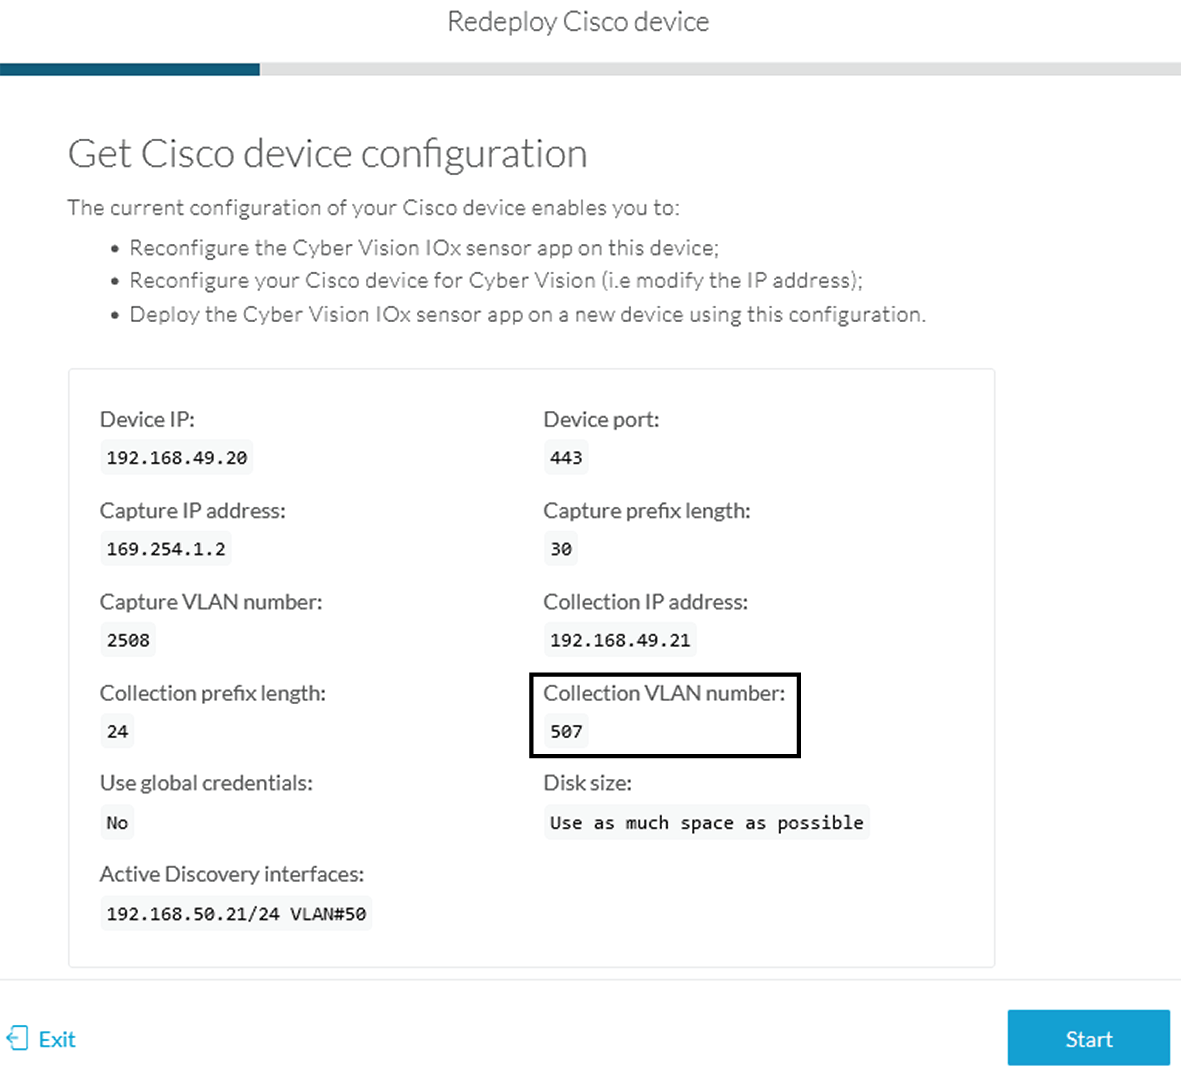 Redeploy Cisco device
Get Cisco device configuration
The current configuration of your Cisco device enables you to:
• Reconfigure the Cyber Vision IOx sensor app on this device;
• Reconfigure your Cisco device for Cyber Vision (i.e modify the IP address);
• Deploy the Cyber Vision IOx sensor app on a new device using this configuration.
Device IP:
192.168.49.20
Device port:
443
Capture IP address:
169.254.1.2
Capture prefix length:
30
Capture VLAN number:
2508
Collection IP address:
192.168.49.21
Collection prefix length:
24
Collection VLAN number:
507
Use global credentials:
No
Disk size:
Use as much space as possible
Active Discovery interfaces:
192.168.50.21/24 VLAN#50
Exit
Start